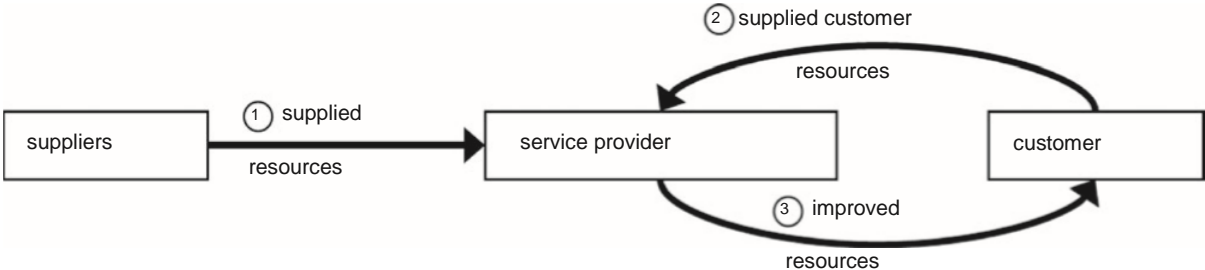 2 supplied customer
resources
1 supplied
resources
suppliers
service provider
customer
3 improved
resources